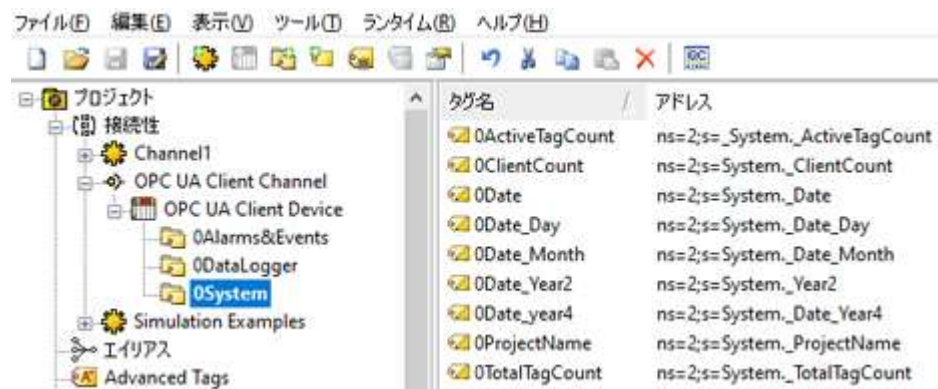 ファイル(F) 編集(E) 表示(V) ツール(T) ランタイム(R) ヘルプ(H)
プロジェクト
接続性
Channel1
OPC UA Client Channel
OPC UA Client Device
0Alarms&Events
0DataLogger
0System
Simulation Examples
エイリアス
Advanced Tags
タグ名 アドレス
0ActiveTagCount ns=2;s=_System._ActiveTagCount
0ClientCount ns=2;s=System._ClientCount
0Date ns=2;s=System._Date
0Date_Day ns=2;s=System._Date_Day
0Date_Month ns=2;s=System._Date_Month
0Date_Year2 ns=2;s=System._Year2
0Date_year4 ns=2;s=System._Date_Year4
0ProjectName ns=2;s=System._ProjectName
0TotalTagCount ns=2;s=System._TotalTagCount